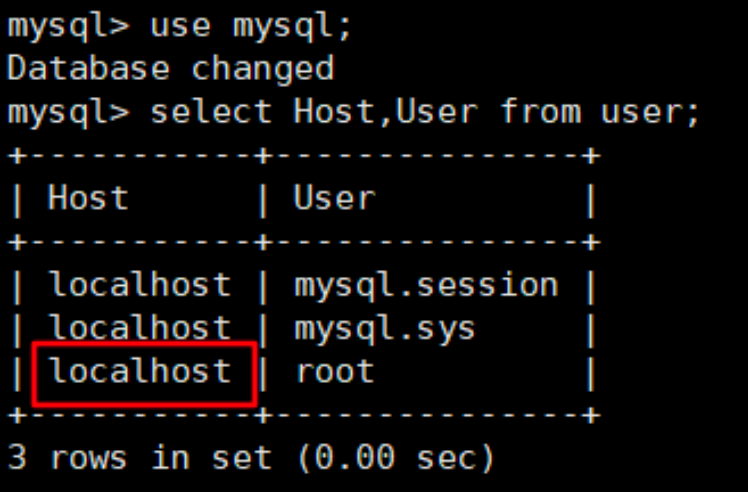 mysql> use mysql;
Database changed
mysql> select Host,User from user;
+-----------+---------------+
| Host      | User          |
+-----------+---------------+
| localhost | mysql.session |
| localhost | mysql.sys     |
| localhost | root          |
+-----------+---------------+
3 rows in set (0.00 sec)